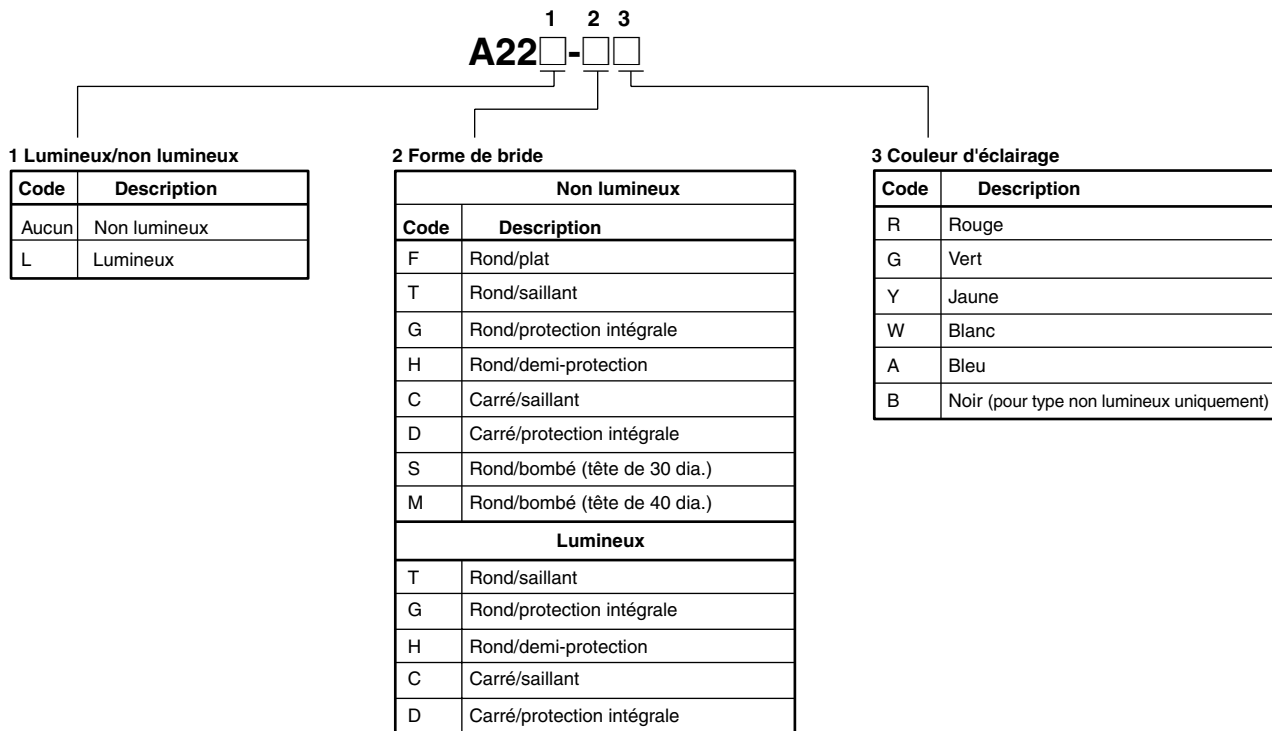 1 2 3
A22□-□□
1 Lumineux/non lumineux
Code Description
Aucun Non lumineux
L Lumineux
2 Forme de bride
Non lumineux
Code Description
F Rond/plat
T Rond/saillant
G Rond/protection intégrale
H Rond/demi-protection
C Carré/saillant
D Carré/protection intégrale
S Rond/bombé (tête de 30 dia.)
M Rond/bombé (tête de 40 dia.)
Lumineux
T Rond/saillant
G Rond/protection intégrale
H Rond/demi-protection
C Carré/saillant
D Carré/protection intégrale
3 Couleur d'éclairage
Code Description
R Rouge
G Vert
Y Jaune
W Blanc
A Bleu
B Noir (pour type non lumineux uniquement)